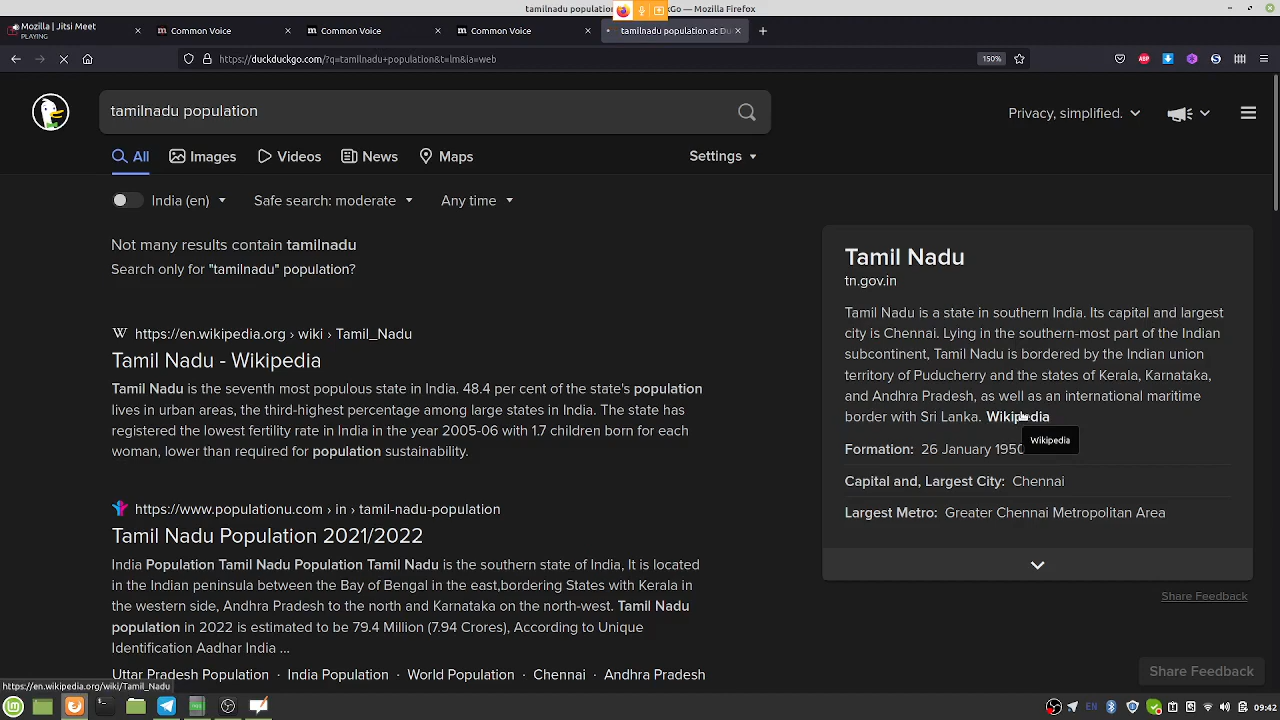 tamilnadu population
Go — Mozilla Firefox
Mozilla | Jitsi Meet
PLAYING
Common Voice
Common Voice
Common Voice
tamilnadu population at Du
https://duckduckgo.com/?q=tamilnadu+population&t=lm&ia=web
150%
ABP
tamilnadu population
Privacy, simplified.
All
Images
Videos
News
Maps
Settings
India (en)
Safe search: moderate
Any time
Not many results contain tamilnadu
Search only for "tamilnadu" population?
W https://en.wikipedia.org › wiki › Tamil_Nadu
Tamil Nadu - Wikipedia
Tamil Nadu is the seventh most populous state in India. 48.4 per cent of the state's population
lives in urban areas, the third-highest percentage among large states in India. The state has
registered the lowest fertility rate in India in the year 2005-06 with 1.7 children born for each
woman, lower than required for population sustainability.
https://www.populationu.com › in › tamil-nadu-population
Tamil Nadu Population 2021/2022
India Population Tamil Nadu Population Tamil Nadu is the southern state of India, It is located
in the Indian peninsula between the Bay of Bengal in the east,bordering States with Kerala in
the western side, Andhra Pradesh to the north and Karnataka on the north-west. Tamil Nadu
population in 2022 is estimated to be 79.4 Million (7.94 Crores), According to Unique
Identification Aadhar India ...
Uttar Pradesh Population · India Population · World Population · Chennai · Andhra Pradesh
Tamil Nadu
tn.gov.in
Tamil Nadu is a state in southern India. Its capital and largest
city is Chennai. Lying in the southern-most part of the Indian
subcontinent, Tamil Nadu is bordered by the Indian union
territory of Puducherry and the states of Kerala, Karnataka,
and Andhra Pradesh, as well as an international maritime
border with Sri Lanka. Wikipedia
Wikipedia
Formation: 26 January 1950
Capital and, Largest City: Chennai
Largest Metro: Greater Chennai Metropolitan Area
Share Feedback
Share Feedback
https://en.wikipedia.org/wiki/Tamil_Nadu
EN
09:42